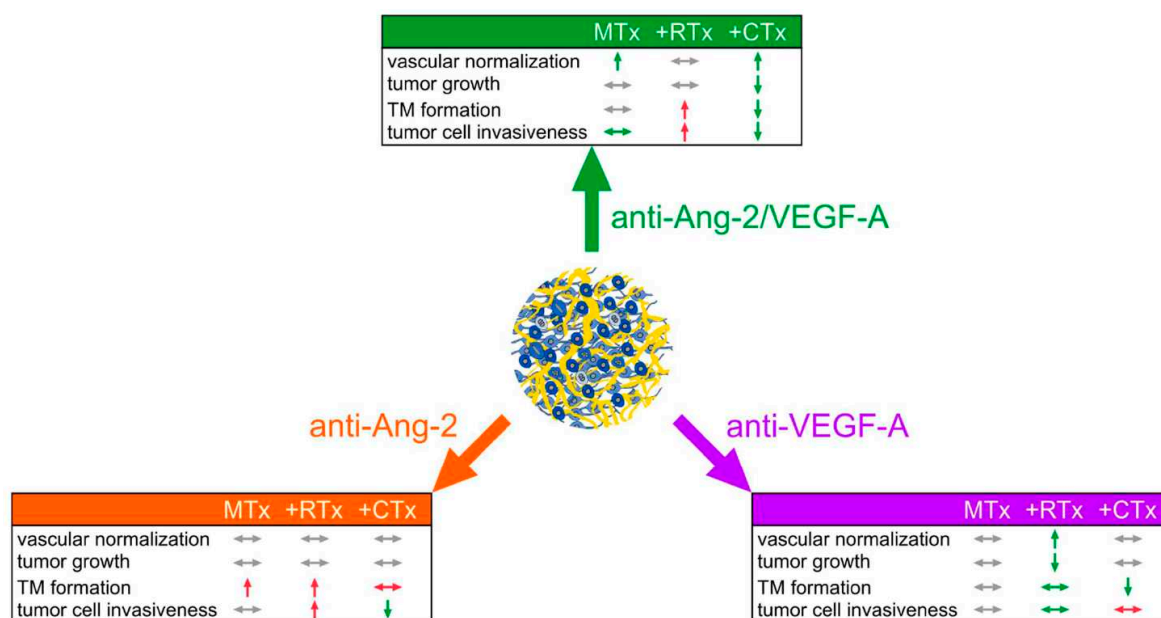 MTx +RTx +CTx
vascular normalization
tumor growth
TM formation
tumor cell invasiveness
anti-Ang-2/VEGF-A
anti-Ang-2
anti-VEGF-A
MTx +RTx +CTx
vascular normalization
tumor growth
TM formation
tumor cell invasiveness
MTx +RTx +CTx
vascular normalization
tumor growth
TM formation
tumor cell invasiveness